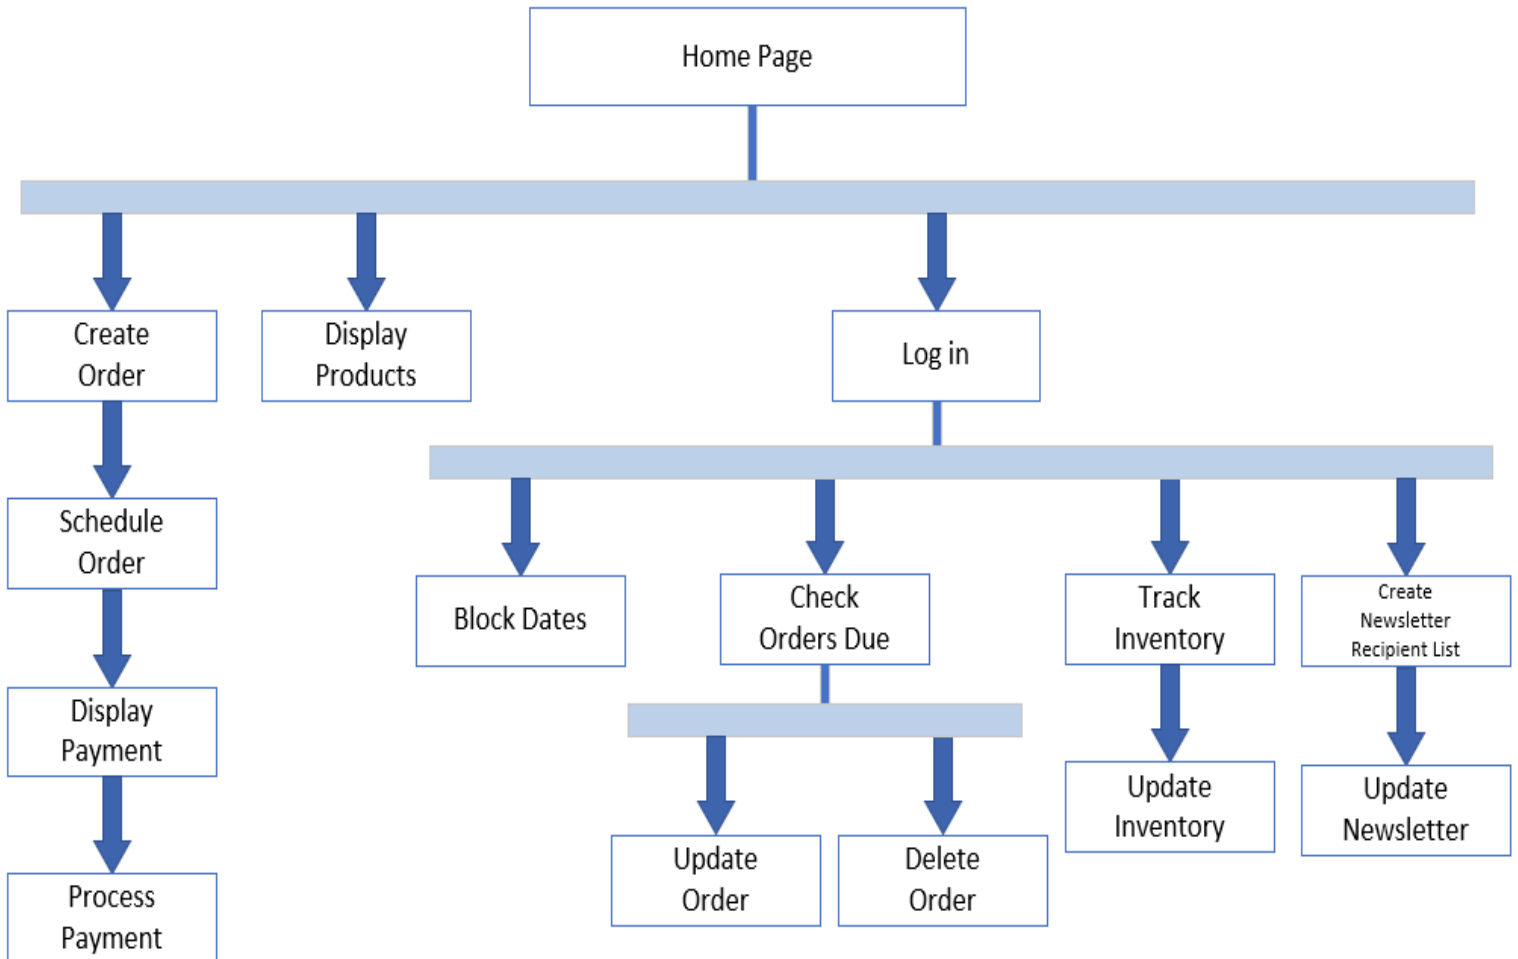 Home Page
Create
Order
Display
Products
Log in
Schedule
Order
Block Dates
Check
Orders Due
Track
Inventory
Create
Newsletter
Recipient List
Display
Payment
Update
Inventory
Update
Newsletter
Update
Order
Delete
Order
Process
Payment